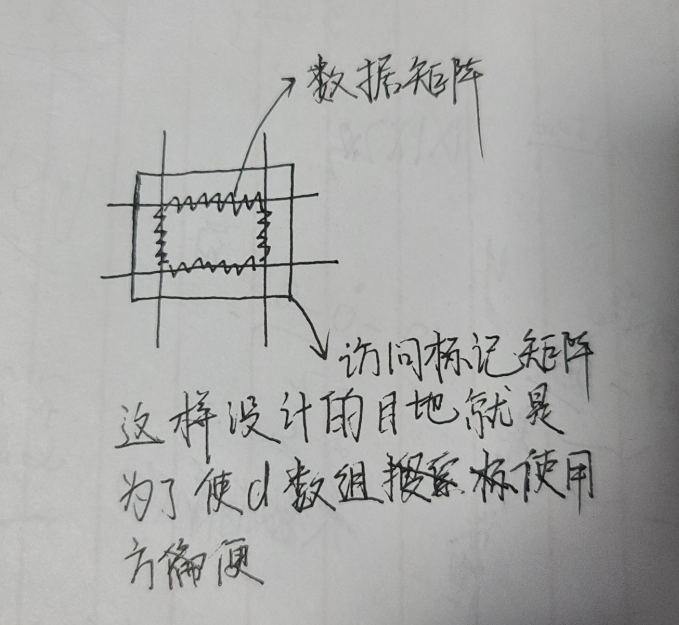 数据矩阵
访问标记矩阵
这样设计的目地就是
为了使d数组搜索标使用
方便